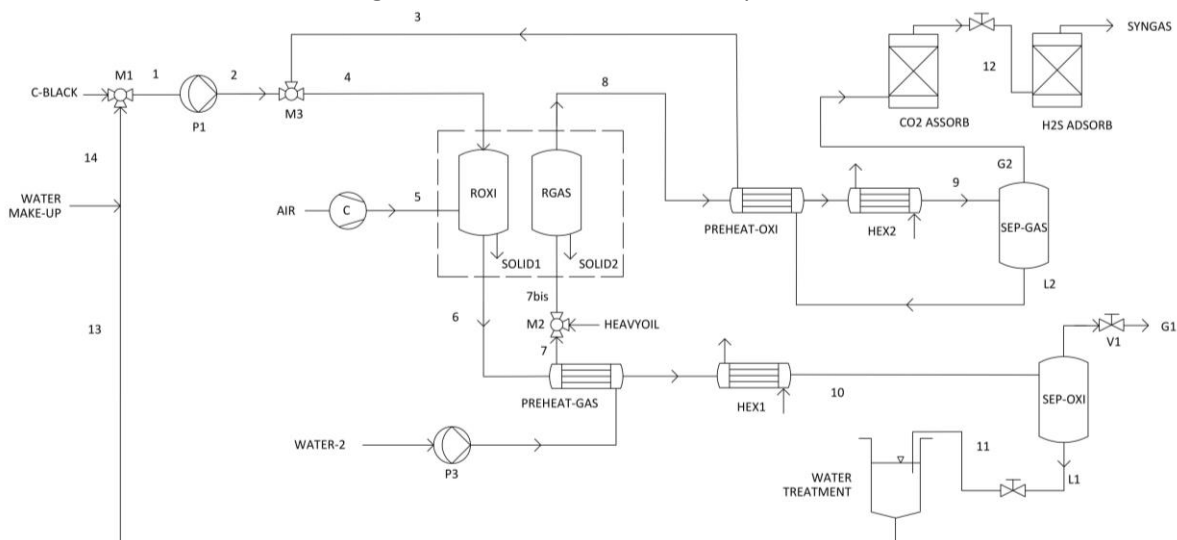 3
SYNGAS
M1
1
2
4
8
12
C-BLACK
M3
P1
CO2 ASSORB
H2S ADSORB
14
G2
ROXI
RGAS
9
WATER
MAKE-UP
5
AIR
C
PREHEAT-OXI
HEX2
SEP-GAS
SOLID1
SOLID2
L2
7bis
6
M2
HEAVYOIL
13
V1
G1
7
PREHEAT-GAS
HEX1
10
SEP-OXI
WATER-2
11
P3
WATER
TREATMENT
L1